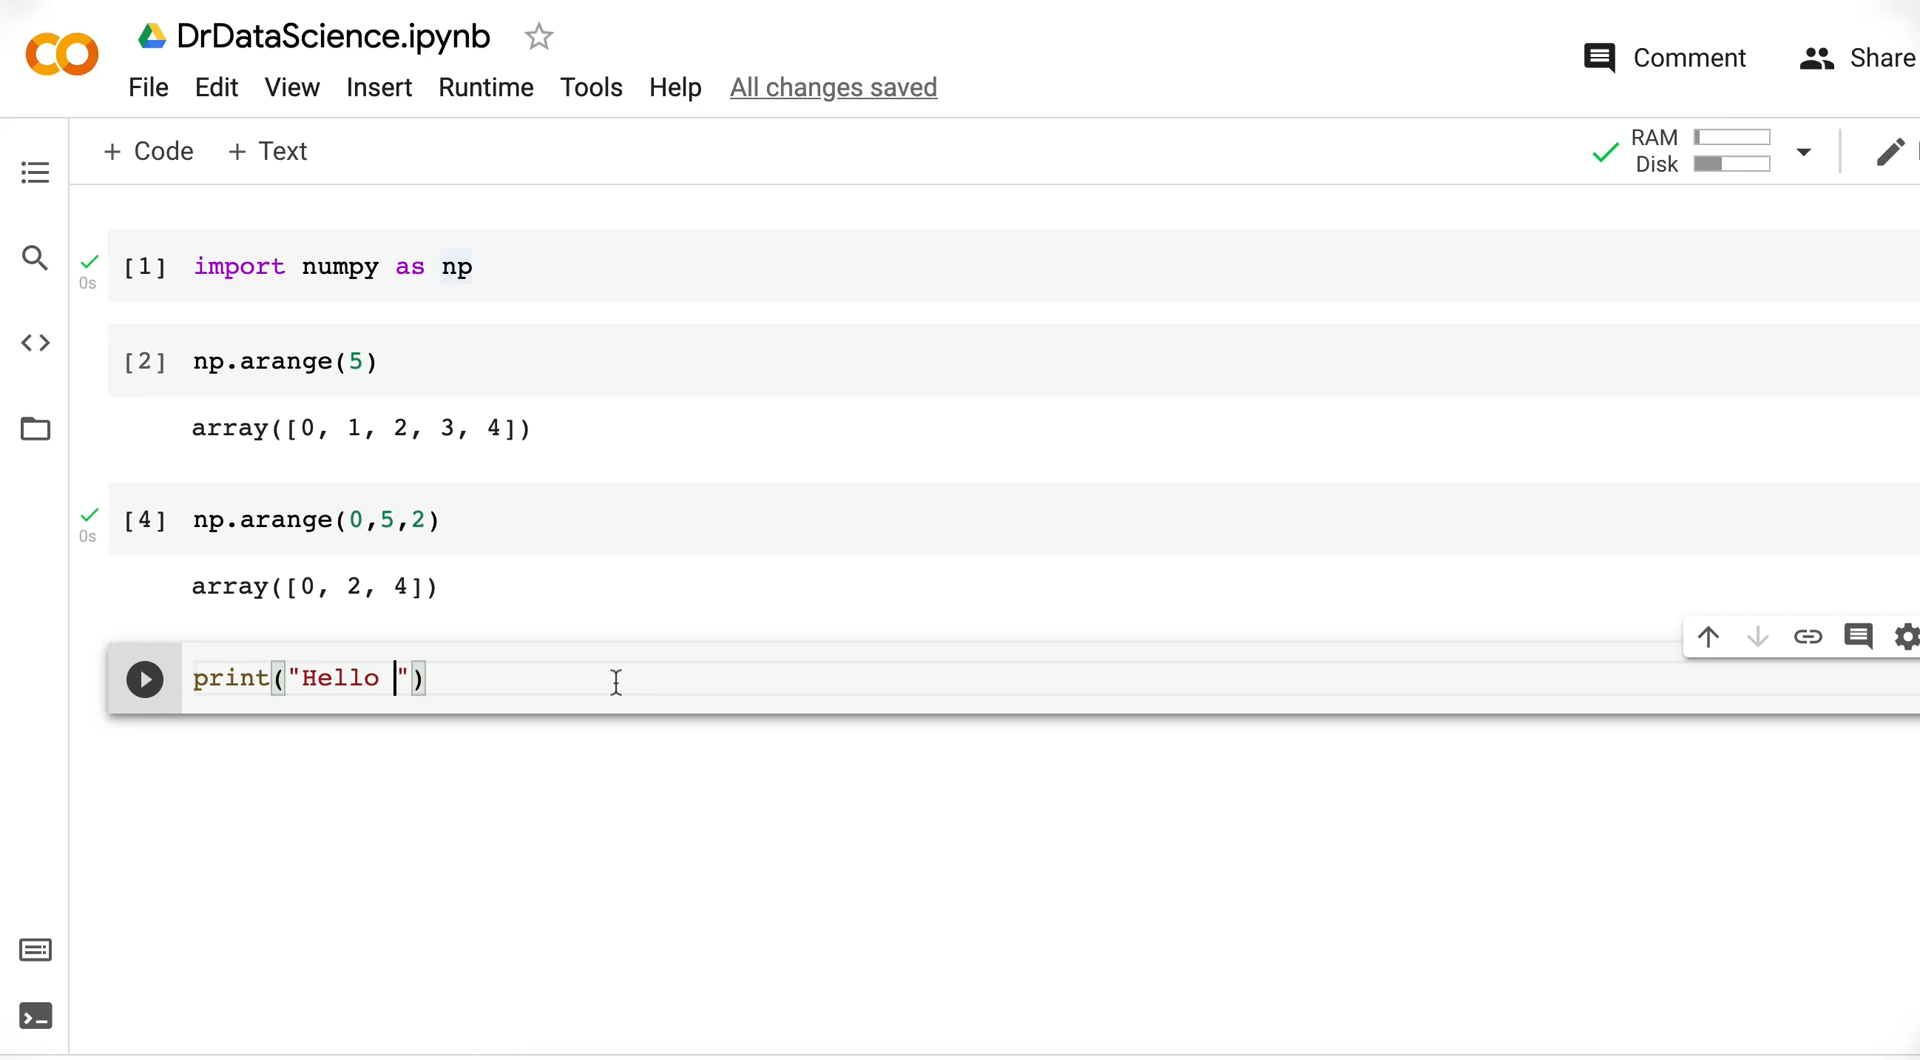 DrDataScience.ipynb
File Edit View Insert Runtime Tools Help All changes saved
Comment Share
+ Code + Text
RAM
Disk
0s
[1] import numpy as np
[2] np.arange(5)
array([0, 1, 2, 3, 4])
0s
[4] np.arange(0,5,2)
array([0, 2, 4])
print("Hello ")